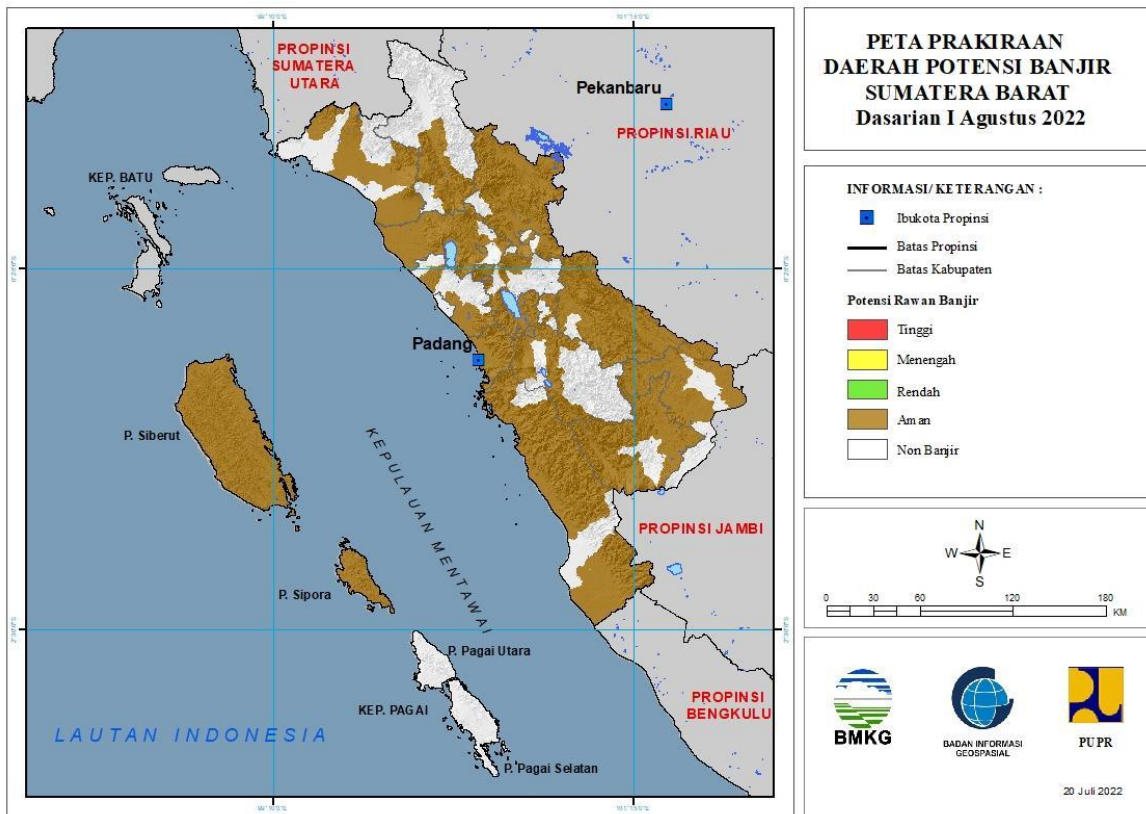 PROPINSI
SUMATERA
UTARA
Pekanbaru
PROPINSI RIAU
KEP. BATU
Padang
P. Siberut
KEPULAUAN MENTAWAI
PROPINSI JAMBI
P. Sipora
P. Pagai Utara
KEP. PAGAI
PROPINSI
BENGKULU
LAUTAN INDONESIA
P. Pagai Selatan
PETA PRAKIRAAN
DAERAH POTENSI BANJIR
SUMATERA BARAT
Dasarian I Agustus 2022
INFORMASI/ KETERANGAN :
Ibukota Propinsi
Batas Propinsi
Batas Kabupaten
Potensi Rawan Banjir
Tinggi
Menengah
Rendah
Aman
Non Banjir
N
W E
S
0 30 60 120 180
KM
BMKG
BADAN INFORMASI
GEOSPASIAL
PUPR
20 Juli 2022